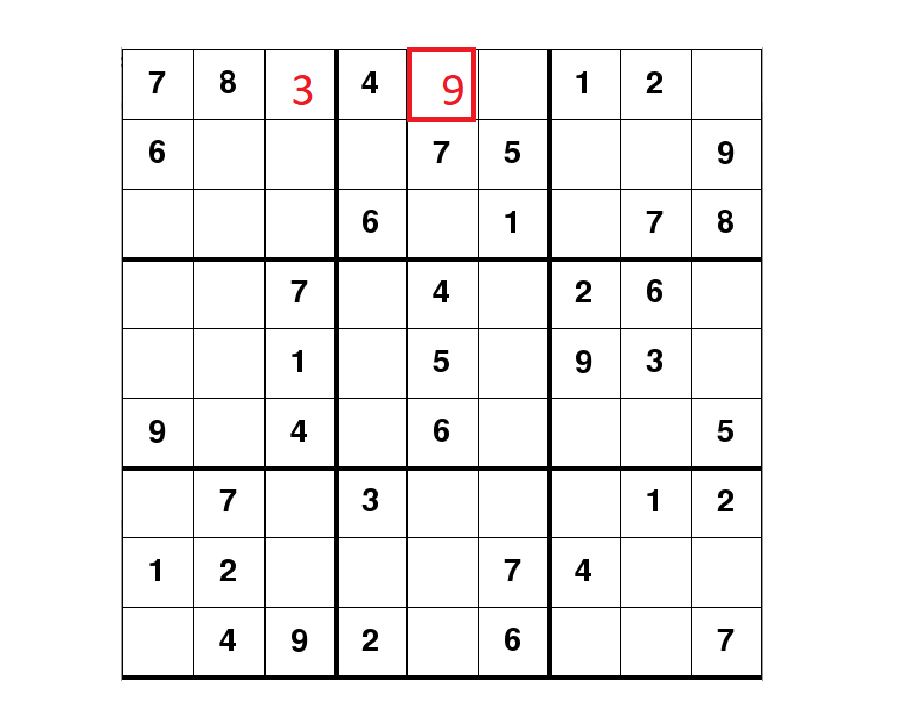 7 8 3 4 9 1 2
6 7 5 9
6 1 7 8
7 4 2 6
1 5 9 3
9 4 6 5
7 3 1 2
1 2 7 4
4 9 2 6 7